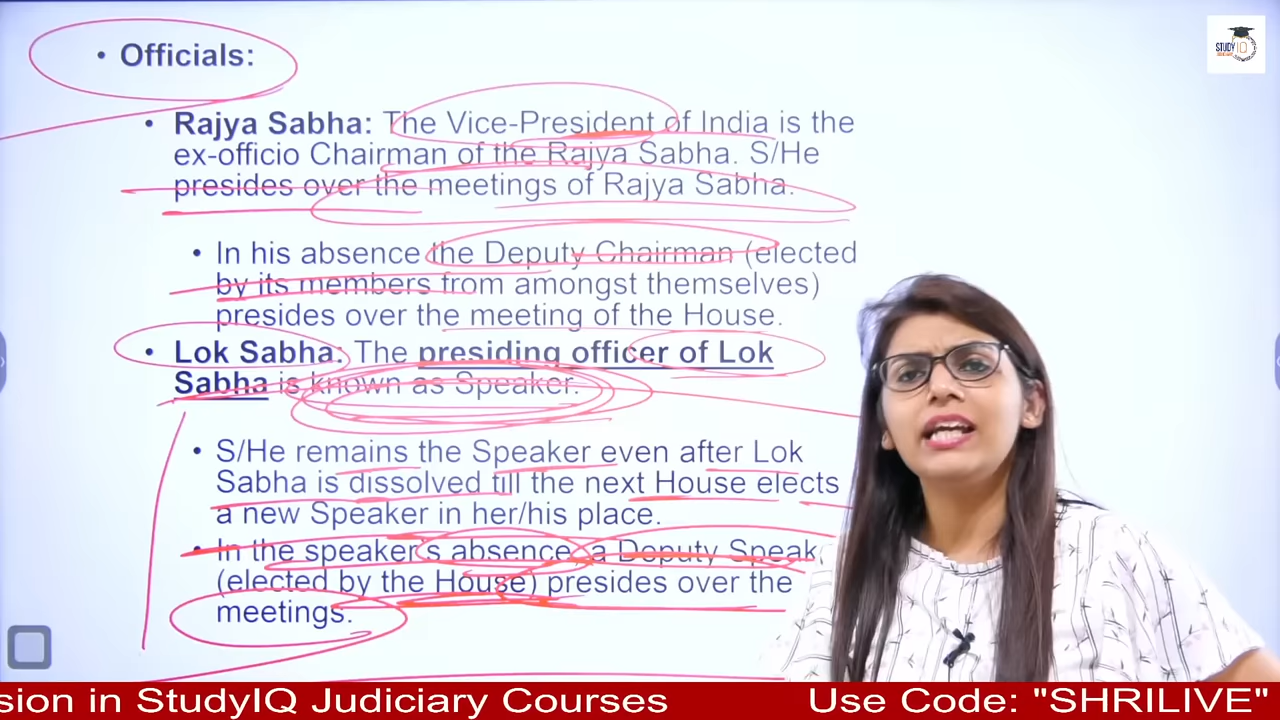 • Officials:
STUDY IQ
• Rajya Sabha: The Vice-President of India is the
ex-officio Chairman of the Rajya Sabha. S/He
presides over the meetings of Rajya Sabha.
• In his absence the Deputy Chairman (elected
by its members from amongst themselves)
presides over the meeting of the House.
• Lok Sabha: The presiding officer of Lok
Sabha is known as Speaker.
• S/He remains the Speaker even after Lok
Sabha is dissolved till the next House elects
a new Speaker in her/his place.
• In the speaker's absence a Deputy Speak
(elected by the House) presides over the
meetings.
sion in StudyIQ Judiciary Courses Use Code: "SHRILIVE"